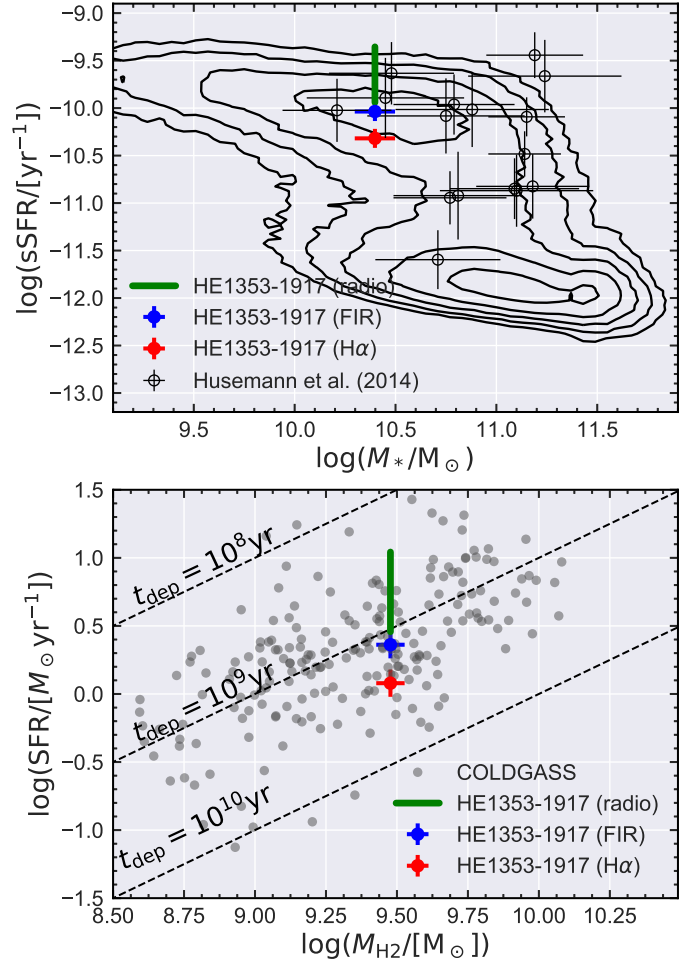 −9.0
−9.5
−10.0
−10.5
−11.0
−11.5
−12.0
−12.5
−13.0
log(sSFR/[yr⁻¹])
HE1353-1917 (radio)
HE1353-1917 (FIR)
HE1353-1917 (Hα)
Husemann et al. (2014)
9.5 10.0 10.5 11.0 11.5
log(M*/M⊙)
1.5
1.0
0.5
0.0
−0.5
−1.0
−1.5
log(SFR/[M⊙yr⁻¹])
t_dep = 10⁸yr
t_dep = 10⁹yr
t_dep = 10¹⁰yr
COLDGASS
HE1353-1917 (radio)
HE1353-1917 (FIR)
HE1353-1917 (Hα)
8.50 8.75 9.00 9.25 9.50 9.75 10.00 10.25
log(M_H2/[M⊙])